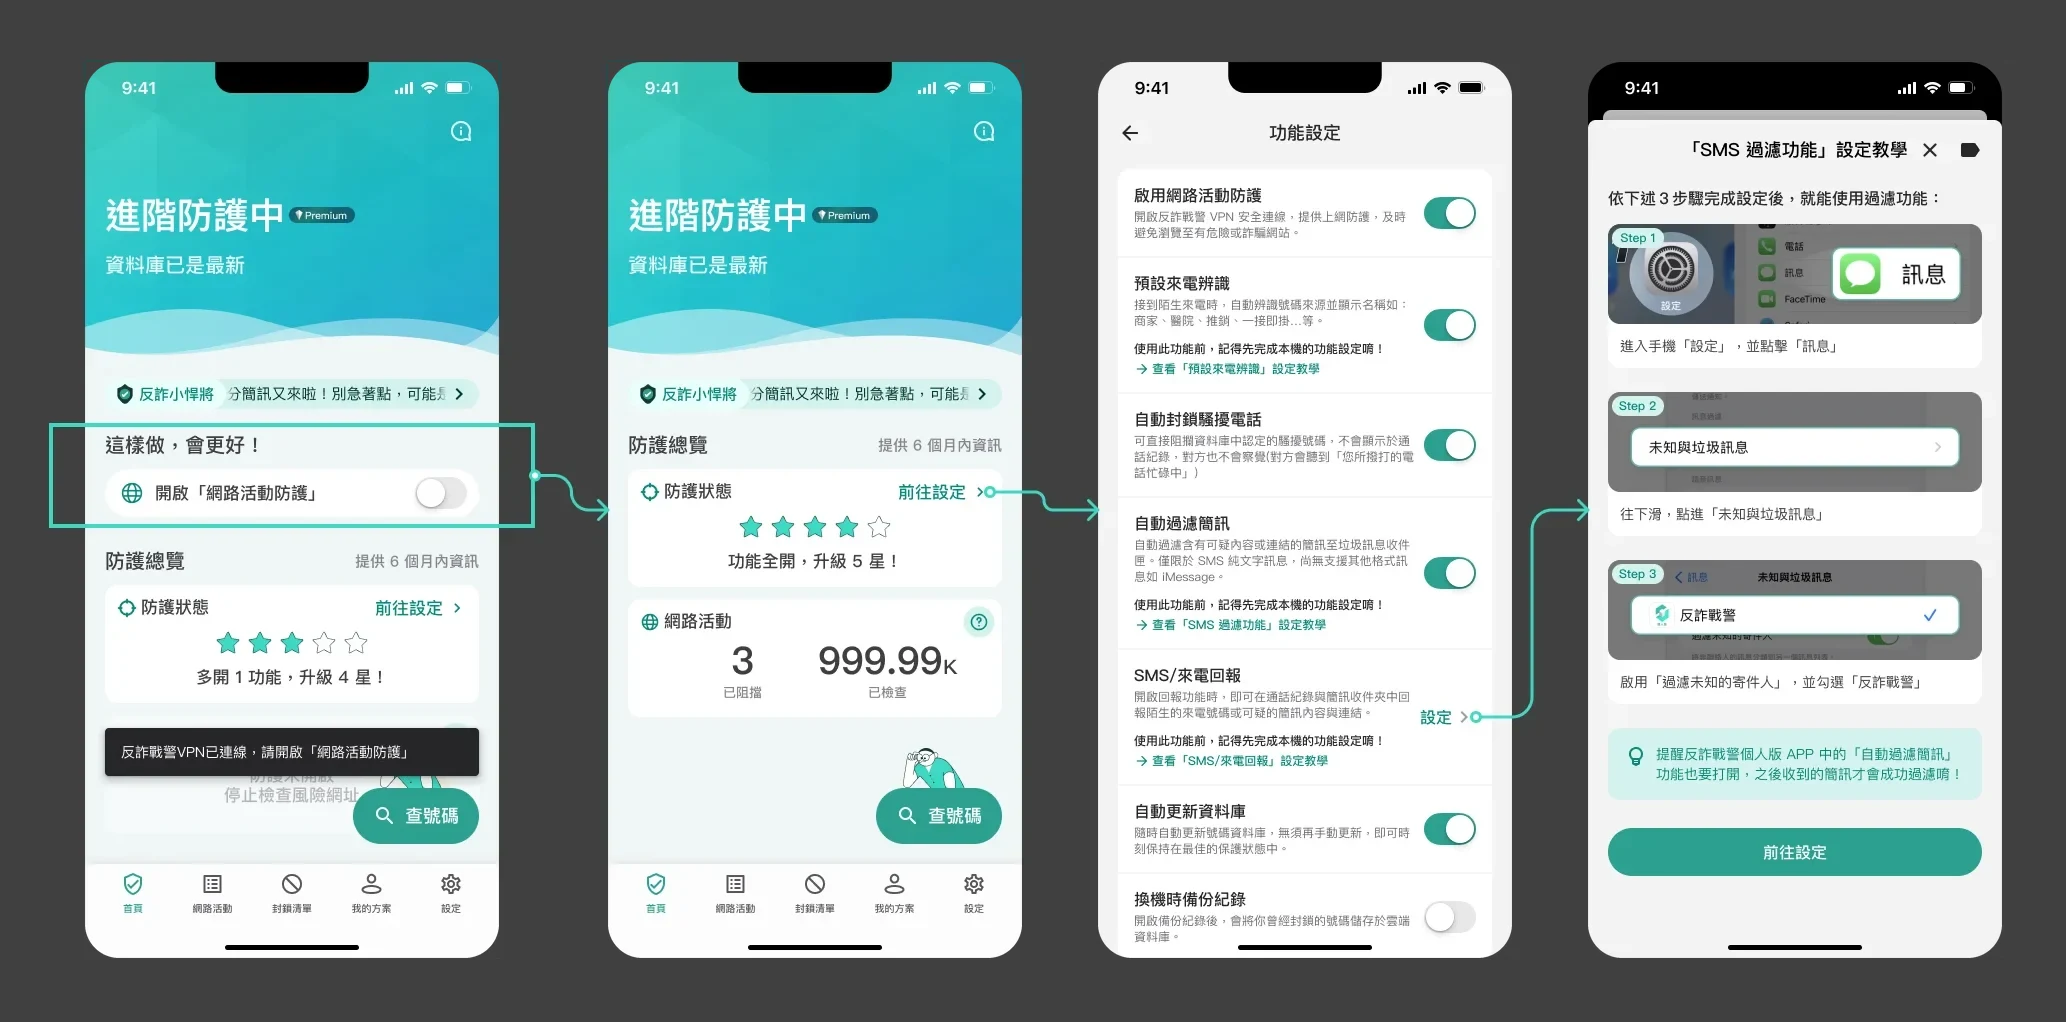 9:41
進階防護中
Premium
資料庫已是最新
反詐小悍將
分簡訊又來啦！別急著點，可能是
這樣做，會更好！
開啟「網路活動防護」
防護總覽
提供 6 個月內資訊
防護狀態
前往設定
多開 1 功能，升級 4 星！
反詐戰警VPN已連線，請開啟「網路活動防護」
防護未開啟
停止檢查風險網址
查號碼
首頁
網路活動
封鎖清單
我的方案
設定
9:41
進階防護中
Premium
資料庫已是最新
反詐小悍將
分簡訊又來啦！別急著點，可能是
防護總覽
提供 6 個月內資訊
防護狀態
前往設定
功能全開，升級 5 星！
網路活動
3
999.99K
已阻擋
已檢查
查號碼
首頁
網路活動
封鎖清單
我的方案
設定
9:41
功能設定
啟用網路活動防護
開啟反詐戰警 VPN 安全連線，提供上網防護，及時
避免瀏覽至有危險或詐騙網站。
預設來電辨識
接到陌生來電時，自動辨識號碼來源並顯示名稱如：
商家、醫院、推銷、一接即掛...等。
使用此功能前，記得先完成本機的功能設定唷！
查看「預設來電辨識」設定教學
自動封鎖騷擾電話
可直接阻攔資料庫中認定的騷擾號碼，不會顯示於通
話紀錄，對方也不會察覺(對方會聽到「您所撥打的電
話忙碌中」)
自動過濾簡訊
自動過濾含有可疑內容或連結的簡訊至垃圾訊息收件
匣。僅限於 SMS 純文字訊息，尚無支援其他格式訊
息如 iMessage。
使用此功能前，記得先完成本機的功能設定唷！
查看「SMS 過濾功能」設定教學
SMS/來電回報
開啟回報功能時，即可在通話紀錄與簡訊收件夾中回
報陌生的來電號碼或可疑的簡訊內容與連結。
設定
使用此功能前，記得先完成本機的功能設定唷！
查看「SMS/來電回報」設定教學
自動更新資料庫
隨時自動更新號碼資料庫，無須再手動更新，即可時
刻保持在最佳的保護狀態中。
換機時備份紀錄
開啟備份紀錄後，會將你曾經封鎖的號碼儲存於雲端
資料庫。
9:41
「SMS 過濾功能」設定教學
依下述 3 步驟完成設定後，就能使用過濾功能：
Step 1
設定
電話
訊息
FaceTime
訊息
進入手機「設定」，並點擊「訊息」
Step 2
未知與垃圾訊息
往下滑，點進「未知與垃圾訊息」
Step 3
訊息
未知與垃圾訊息
反詐戰警
過濾未知的寄件人
啟用「過濾未知的寄件人」，並勾選「反詐戰警」
提醒反詐戰警個人版 APP 中的「自動過濾簡訊」
功能也要打開，之後收到的簡訊才會成功過濾唷！
前往設定